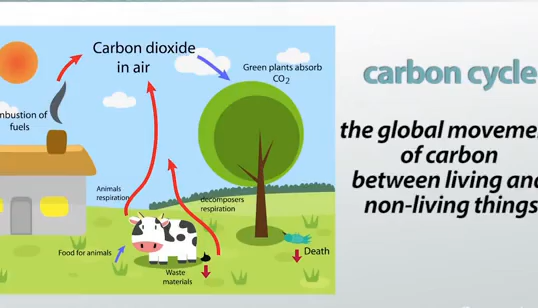 Carbon dioxide
in air
Green plants absorb
CO2
mbustion of
fuels
Animals
respiration
decomposers
respiration
Food for animals
Waste
materials
Death
carbon cycle
the global movemen
of carbon
between living and
non-living things